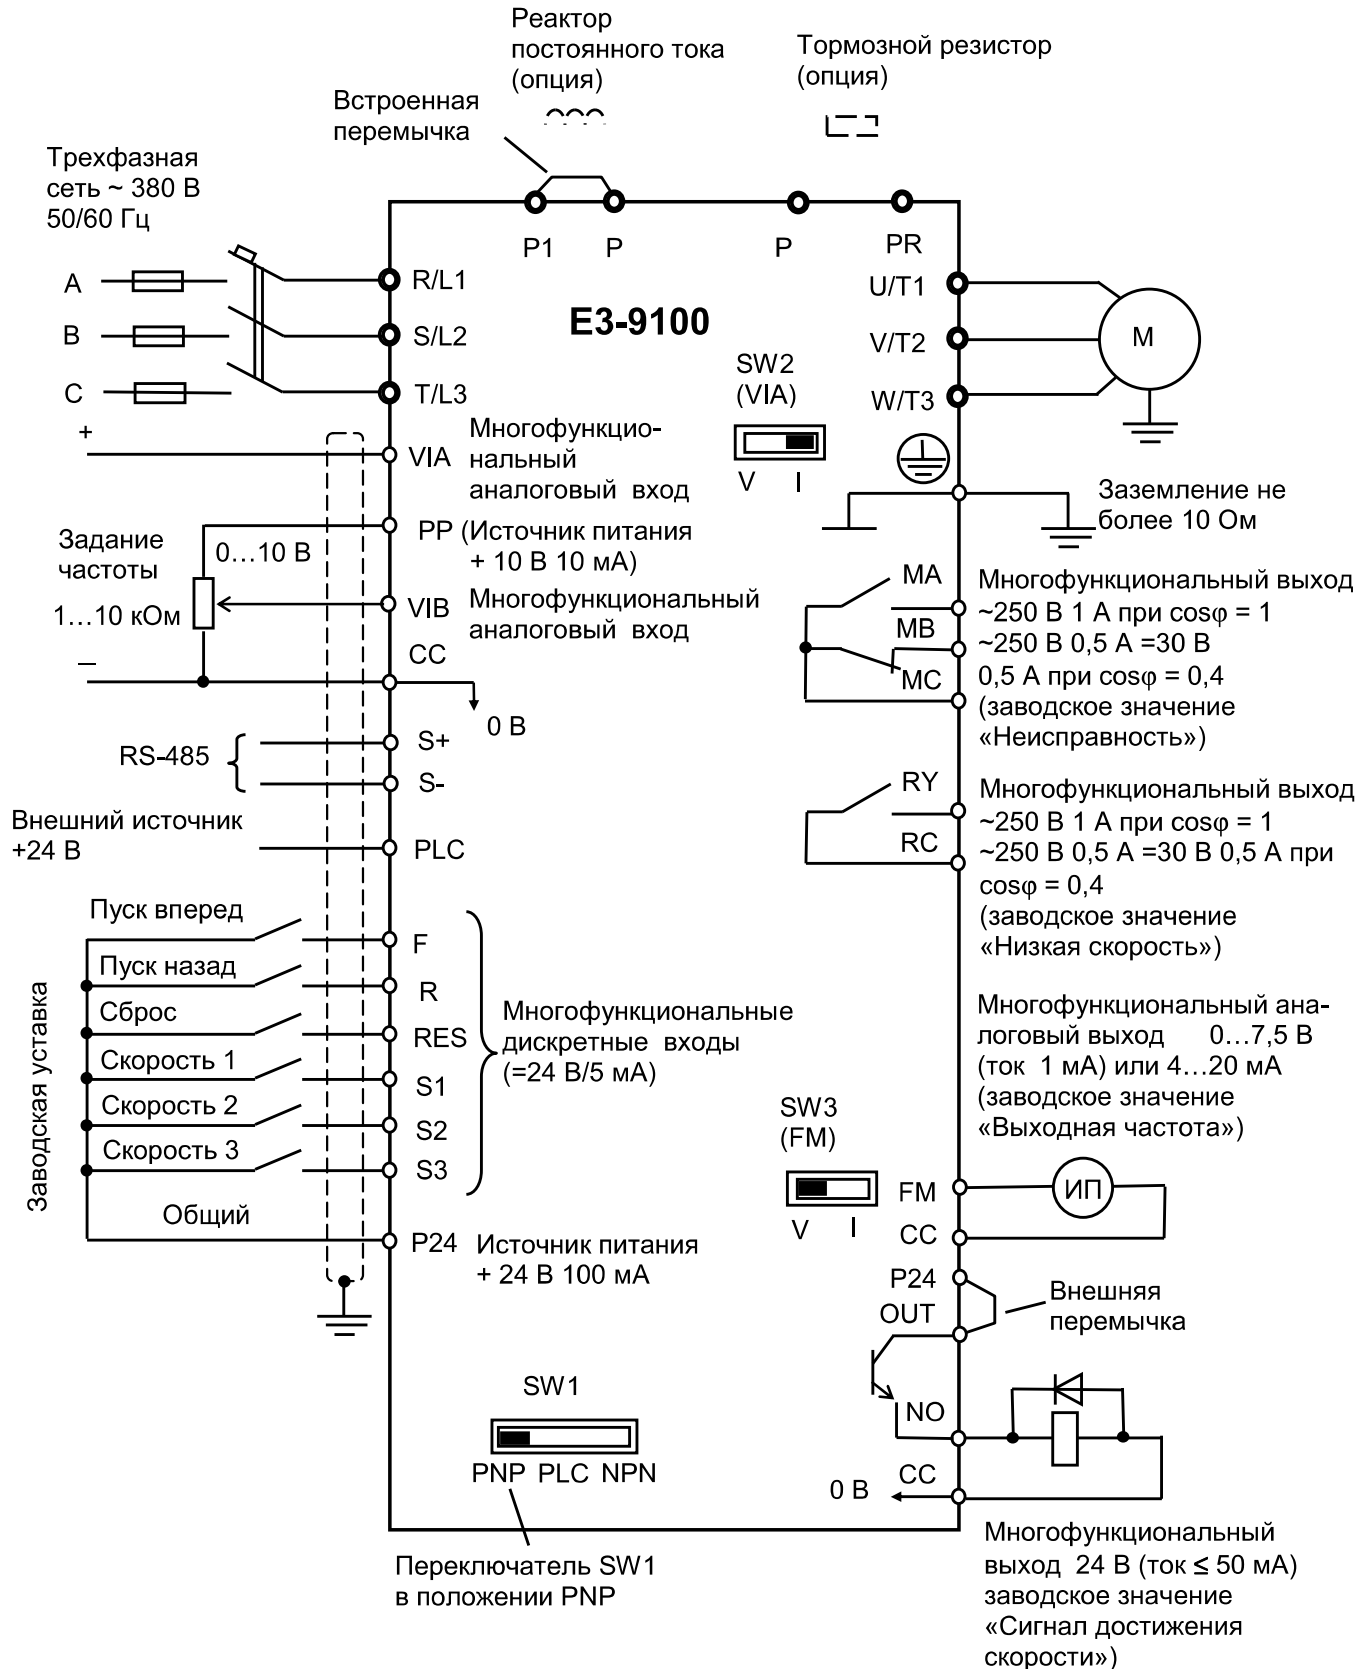 Реактор
постоянного тока
(опция)
Тормозной резистор
(опция)
Встроенная
перемычка
Трехфазная
сеть ~ 380 В
50/60 Гц
P1
P
P
PR
A
R/L1
U/T1
E3-9100
B
S/L2
V/T2
M
C
T/L3
W/T3
SW2
(VIA)
V I
+
VIA
Многофункцио-
нальный
аналоговый вход
Заземление не
более 10 Ом
PP (Источник питания
+ 10 В 10 мА)
Задание
частоты
0…10 В
1…10 кОм
VIB
Многофункциональный
аналоговый вход
CC
–
0 В
MA
MB
MC
Многофункциональный выход
~250 В 1 А при cosφ = 1
~250 В 0,5 А =30 В
0,5 А при cosφ = 0,4
(заводское значение
«Неисправность»)
RS-485 {
S+
S-
Внешний источник
+24 В
PLC
RY
RC
Многофункциональный выход
~250 В 1 А при cosφ = 1
~250 В 0,5 А =30 В 0,5 А при
cosφ = 0,4
(заводское значение
«Низкая скорость»)
Заводская уставка
Пуск вперед
F
Пуск назад
R
Сброс
RES
Скорость 1
S1
Скорость 2
S2
Скорость 3
S3
Многофункциональные
дискретные входы
(=24 В/5 мА)
Общий
P24
Источник питания
+ 24 В 100 мА
Многофункциональный ана-
логовый выход 0…7,5 В
(ток 1 мА) или 4…20 мА
(заводское значение
«Выходная частота»)
SW3
(FM)
V I
FM
ИП
CC
P24
OUT
Внешняя
перемычка
NO
CC
0 В
SW1
PNP PLC NPN
Переключатель SW1
в положении PNP
Многофункциональный
выход 24 В (ток ≤ 50 мА)
заводское значение
«Сигнал достижения
скорости»)